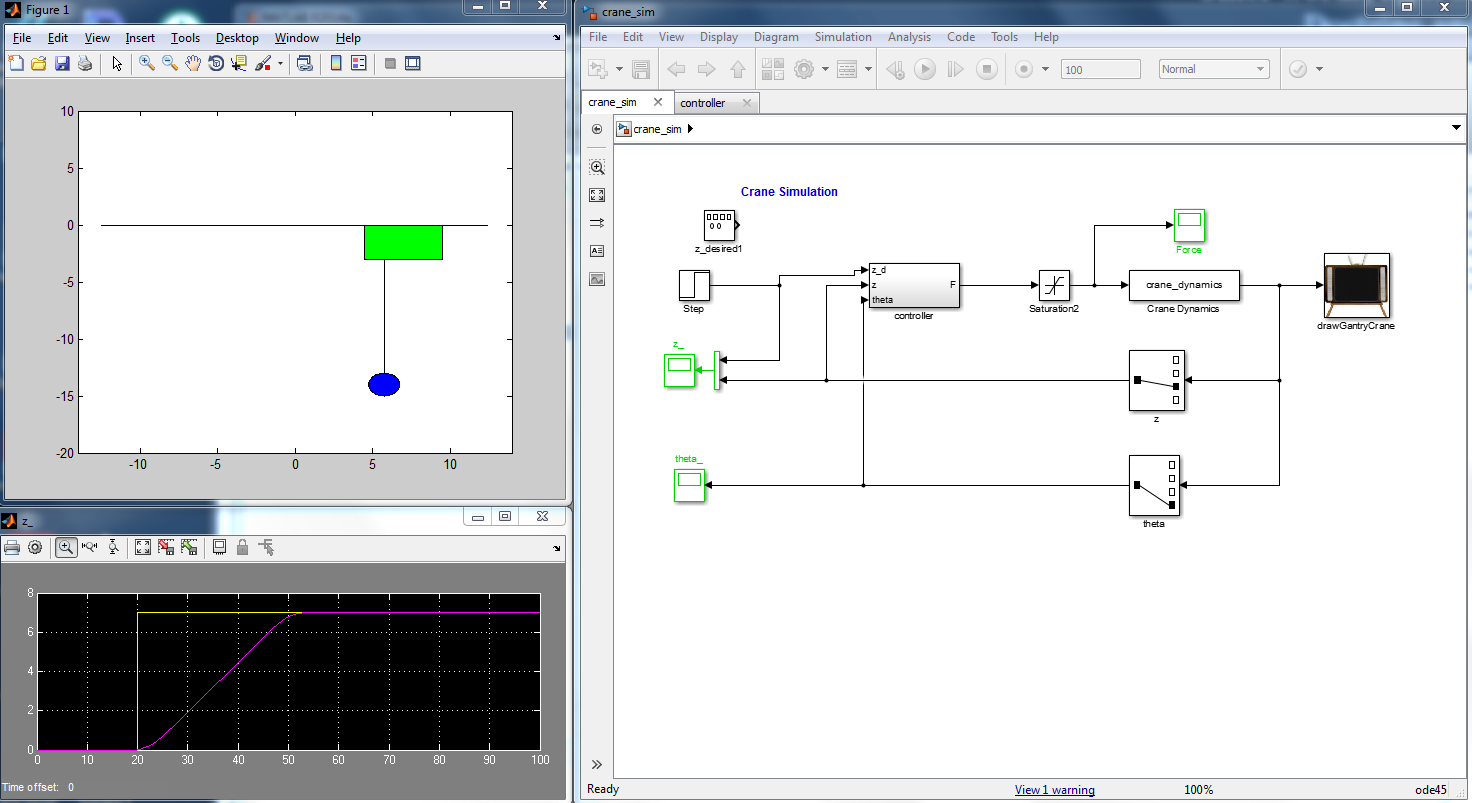 Figure 1
File Edit View Insert Tools Desktop Window Help
10
5
0
-5
-10
-15
-20
-10 -5 0 5 10
z_
8
6
4
2
0
0 10 20 30 40 50 60 70 80 90 100
Time offset: 0
crane_sim
File Edit View Display Diagram Simulation Analysis Code Tools Help
100 Normal
crane_sim controller
crane_sim
Crane Simulation
z_desired1
Force
Step
z_d
z
theta
F
controller
Saturation2
crane_dynamics
Crane Dynamics
drawGantryCrane
z_
z
theta_
theta
Ready View 1 warning 100% ode45